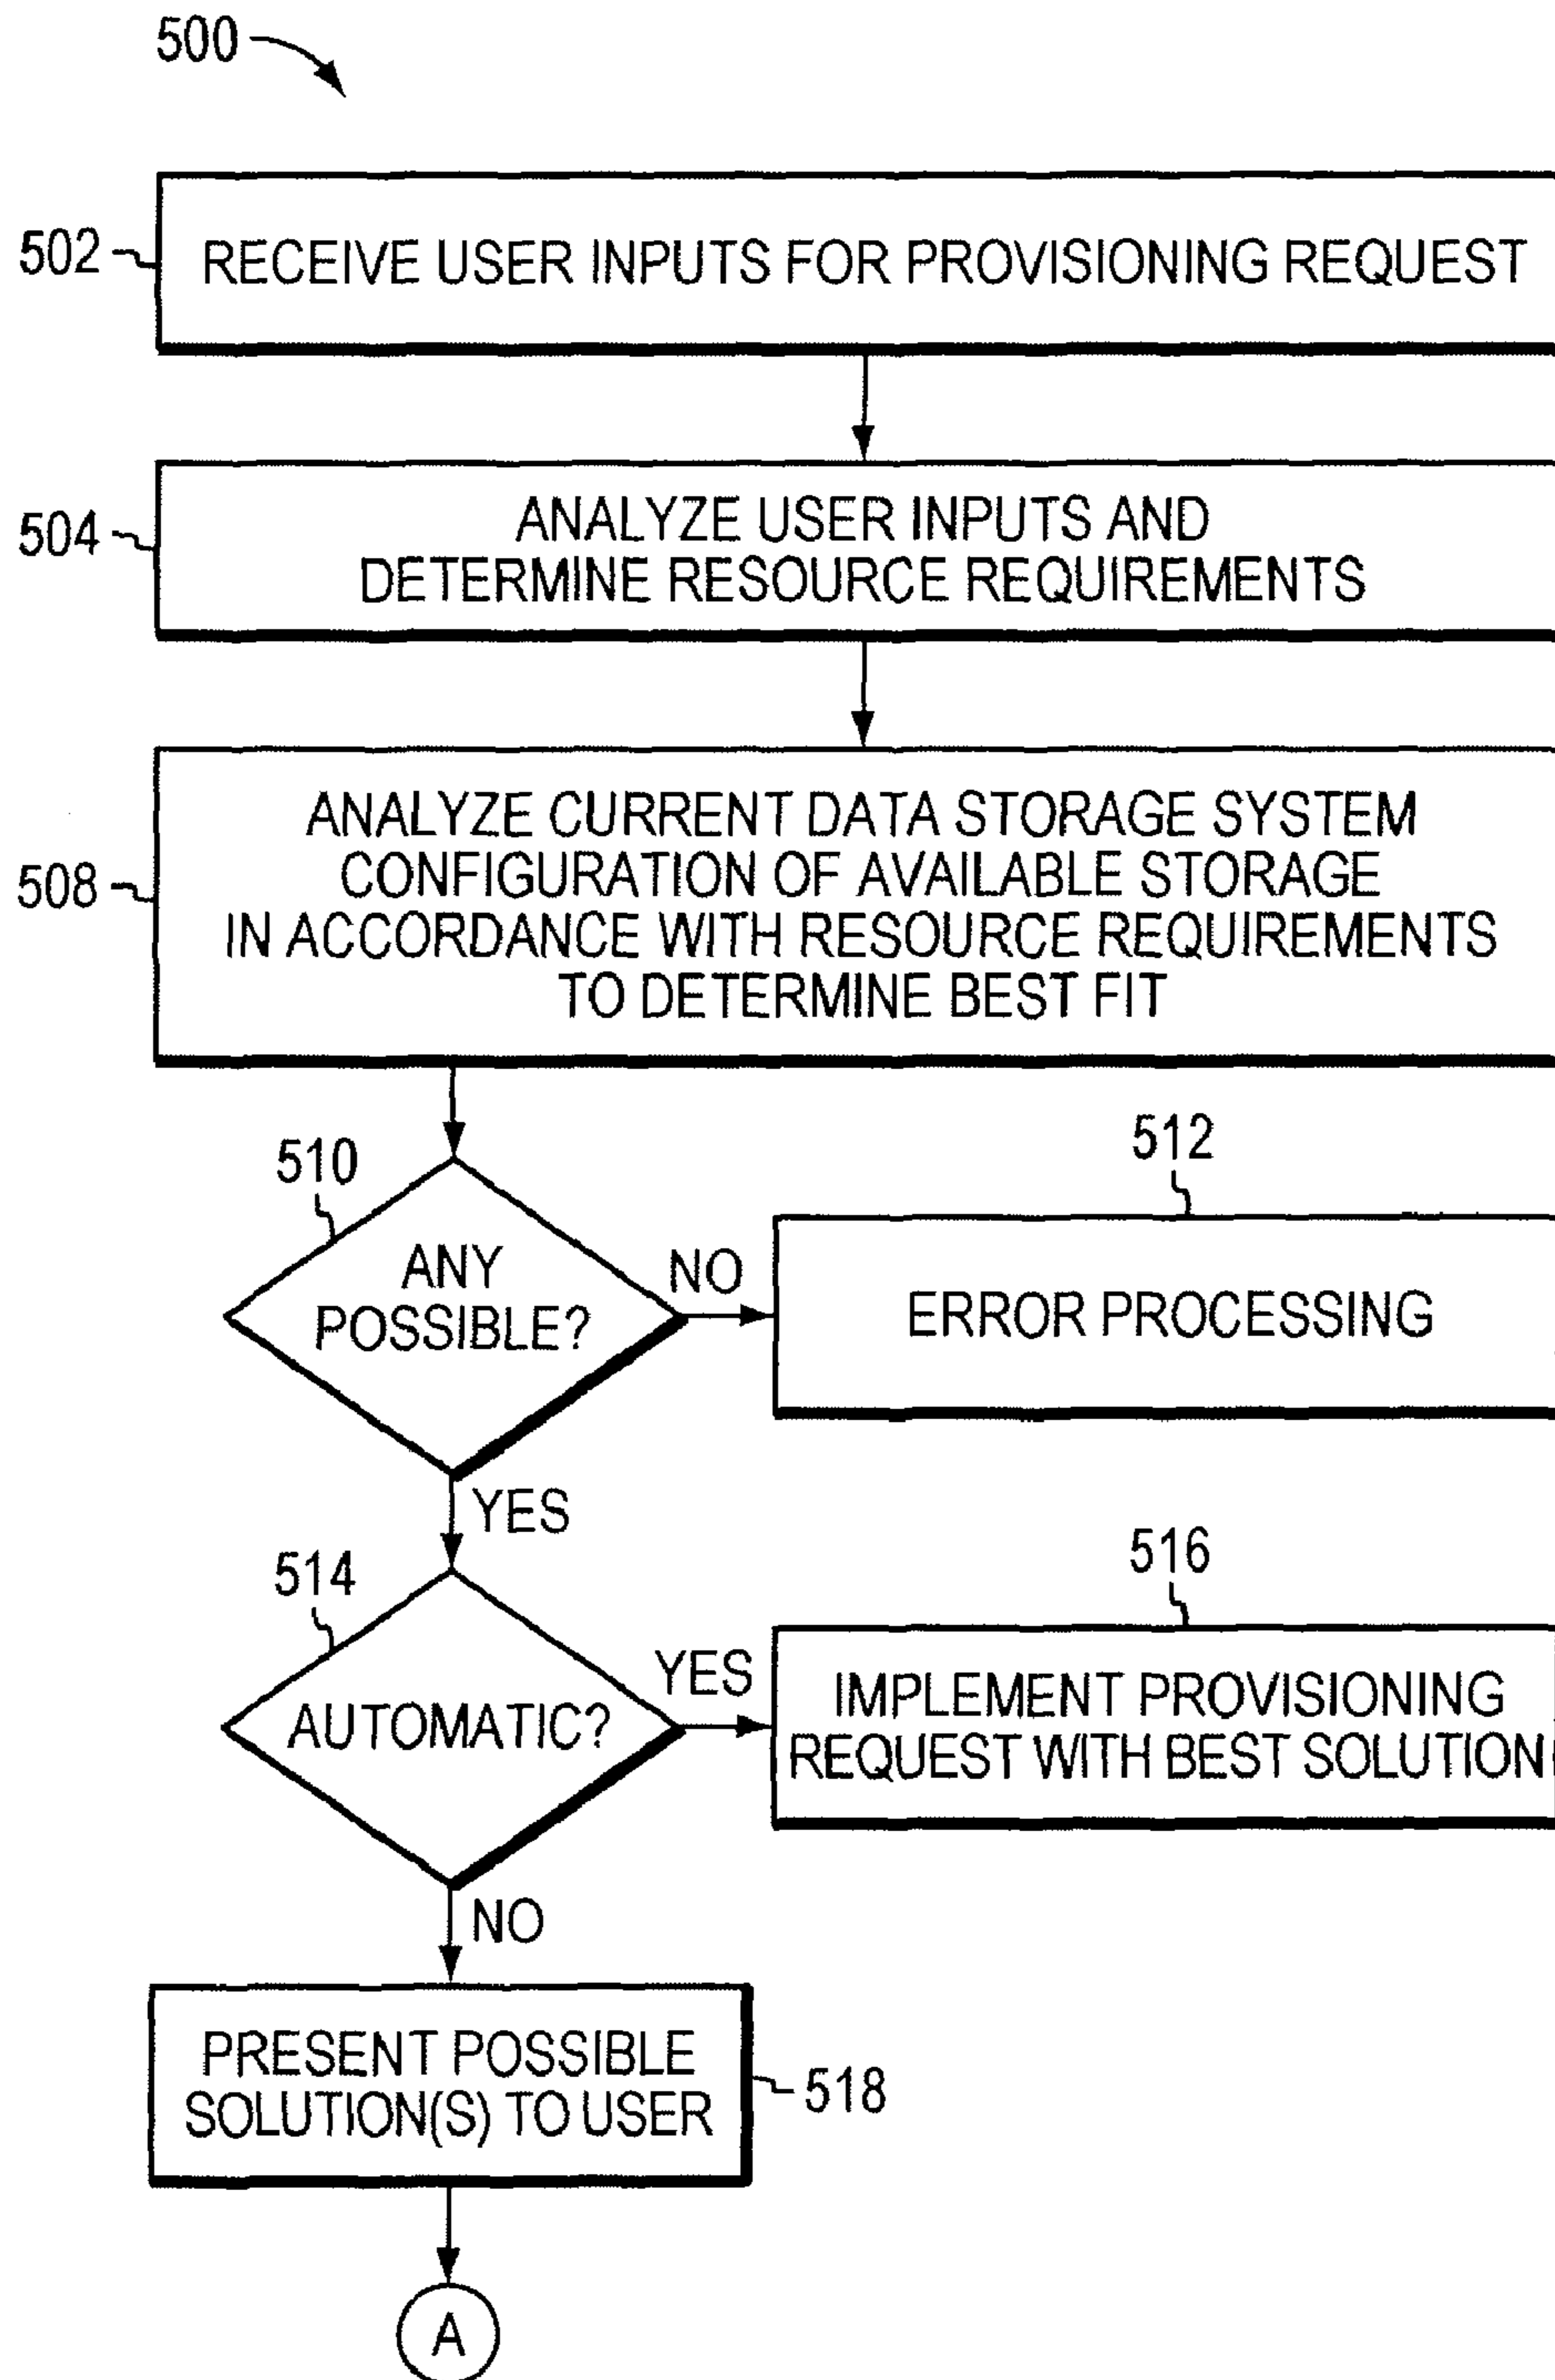 500
502
RECEIVE USER INPUTS FOR PROVISIONING REQUEST
504
ANALYZE USER INPUTS AND
DETERMINE RESOURCE REQUIREMENTS
508
ANALYZE CURRENT DATA STORAGE SYSTEM
CONFIGURATION OF AVAILABLE STORAGE
IN ACCORDANCE WITH RESOURCE REQUIREMENTS
TO DETERMINE BEST FIT
510
ANY
POSSIBLE?
NO
512
ERROR PROCESSING
YES
514
AUTOMATIC?
YES
516
IMPLEMENT PROVISIONING
REQUEST WITH BEST SOLUTION
NO
PRESENT POSSIBLE
SOLUTION(S) TO USER
518
A